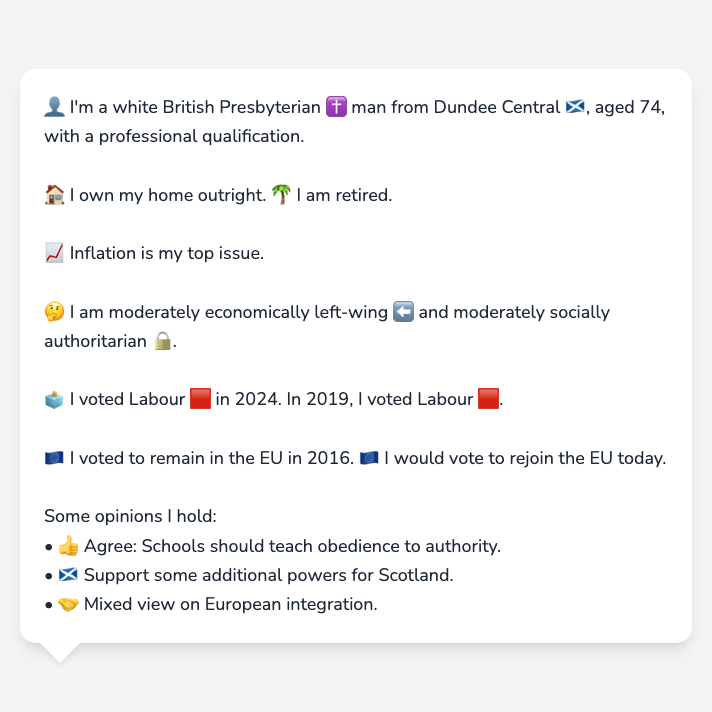 👤 I'm a white British Presbyterian ✝️ man from Dundee Central 🏴󠁧󠁢󠁳󠁣󠁴󠁿, aged 74,
with a professional qualification.
🏠 I own my home outright. 🌴 I am retired.
📈 Inflation is my top issue.
🤔 I am moderately economically left-wing ⬅️ and moderately socially
authoritarian 🔒.
🗳️ I voted Labour 🟥 in 2024. In 2019, I voted Labour 🟥.
🇪🇺 I voted to remain in the EU in 2016. 🇪🇺 I would vote to rejoin the EU today.
Some opinions I hold:
• 👍 Agree: Schools should teach obedience to authority.
• 🏴󠁧󠁢󠁳󠁣󠁴󠁿 Support some additional powers for Scotland.
• 🤝 Mixed view on European integration.